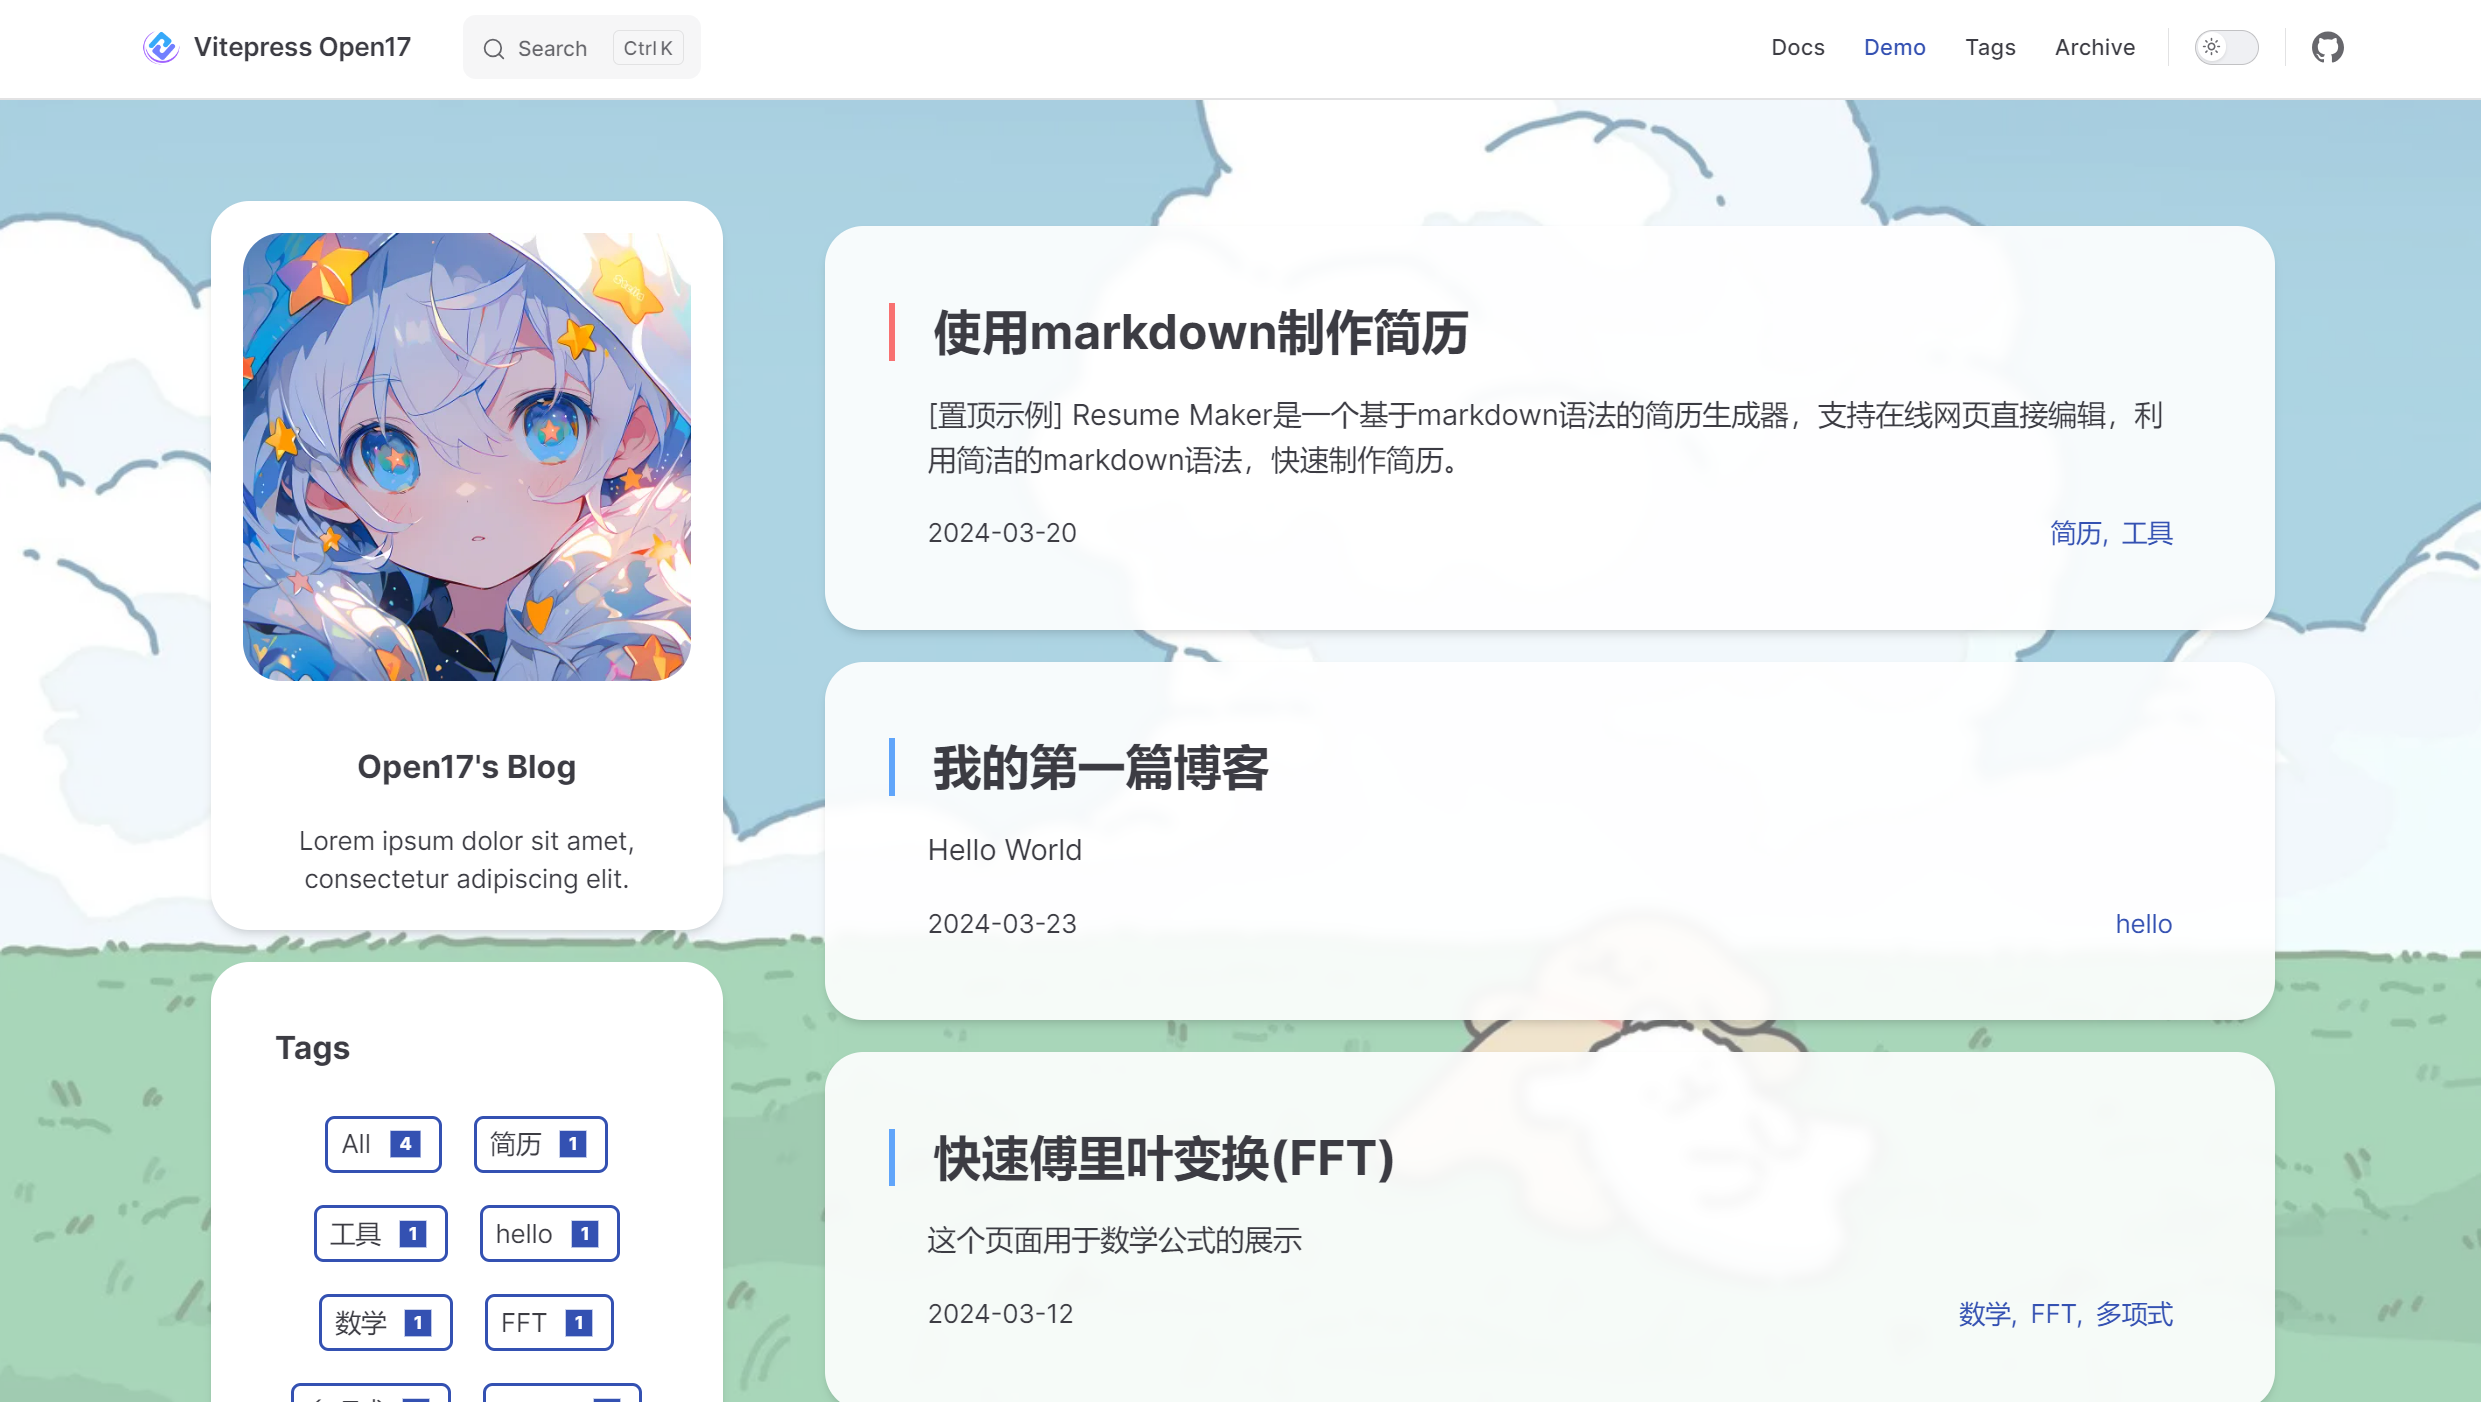 Vitepress Open17
Search
Ctrl K
Docs
Demo
Tags
Archive
Open17's Blog
Lorem ipsum dolor sit amet,
consectetur adipiscing elit.
Tags
All 4
简历 1
工具 1
hello 1
数学 1
FFT 1
使用markdown制作简历
[置顶示例] Resume Maker是一个基于markdown语法的简历生成器，支持在线网页直接编辑，利
用简洁的markdown语法，快速制作简历。
2024-03-20
简历, 工具
我的第一篇博客
Hello World
2024-03-23
hello
快速傅里叶变换(FFT)
这个页面用于数学公式的展示
2024-03-12
数学, FFT, 多项式